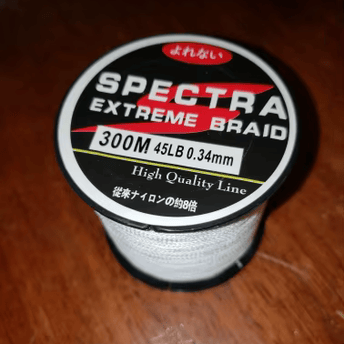 よれない
SPECTRA
EXTREME BRAID
300M 45LB 0.34mm
High Quality Line
従来ナイロンの約8倍